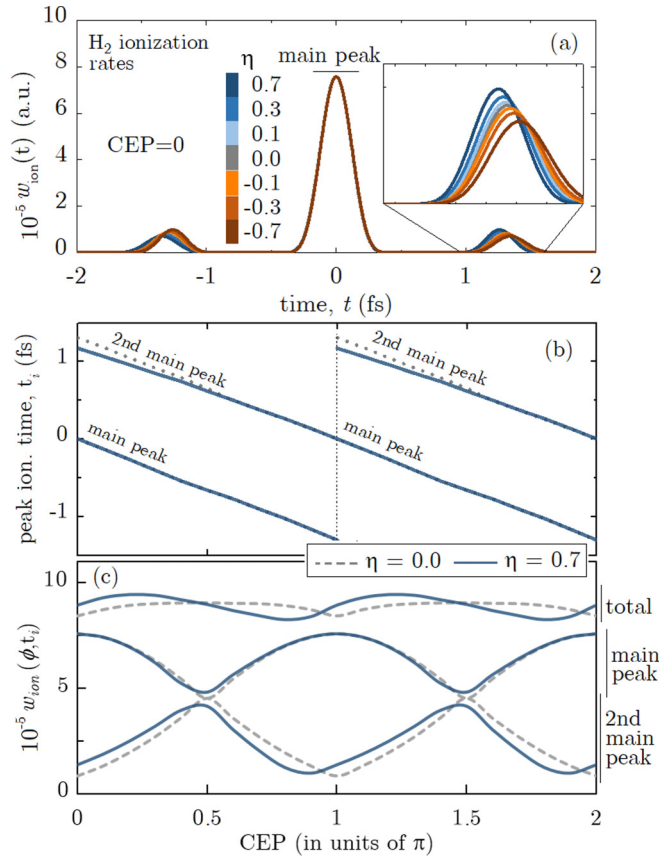 H₂ ionization
rates
η
main peak
(a)
0.7
0.3
0.1
0.0
-0.1
-0.3
-0.7
CEP=0
10⁻⁵ w_ion(t) (a.u.)
10
8
6
4
2
0
-2
-1
0
1
2
time, t (fs)
(b)
2nd main peak
2nd main peak
main peak
main peak
peak ion. time, tᵢ (fs)
1
0
-1
η = 0.0
η = 0.7
(c)
10⁻⁵ w_ion (ϕ,tᵢ)
10
5
0
total
main
peak
2nd
main
peak
0
0.5
1
1.5
2
CEP (in units of π)